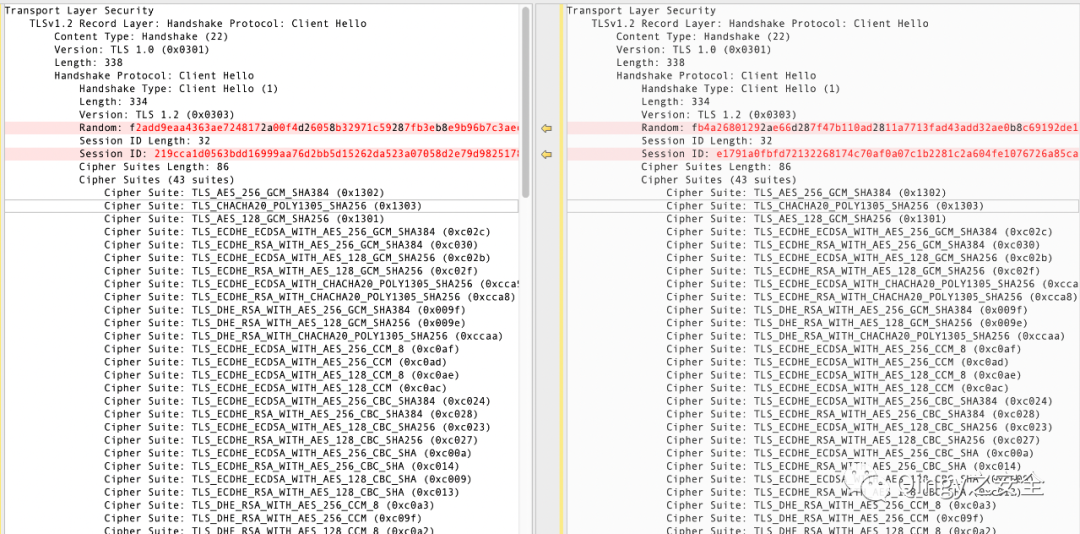 Transport Layer Security
TLSv1.2 Record Layer: Handshake Protocol: Client Hello
Content Type: Handshake (22)
Version: TLS 1.0 (0x0301)
Length: 338
Handshake Protocol: Client Hello
Handshake Type: Client Hello (1)
Length: 334
Version: TLS 1.2 (0x0303)
Random: f2add9eaa4363ae7248172a00f4d26058b32971c59287fb3eb8e9b96b7c3ae
Session ID Length: 32
Session ID: 219cca1d0563bdd16999aa76d2bb5d15262da523a07058d2e79d982517
Cipher Suites Length: 86
Cipher Suites (43 suites)
Cipher Suite: TLS_AES_256_GCM_SHA384 (0x1302)
Cipher Suite: TLS_CHACHA20_POLY1305_SHA256 (0x1303)
Cipher Suite: TLS_AES_128_GCM_SHA256 (0x1301)
Cipher Suite: TLS_ECDHE_ECDSA_WITH_AES_256_GCM_SHA384 (0xc02c)
Cipher Suite: TLS_ECDHE_RSA_WITH_AES_256_GCM_SHA384 (0xc030)
Cipher Suite: TLS_ECDHE_ECDSA_WITH_AES_128_GCM_SHA256 (0xc02b)
Cipher Suite: TLS_ECDHE_RSA_WITH_AES_128_GCM_SHA256 (0xc02f)
Cipher Suite: TLS_ECDHE_ECDSA_WITH_CHACHA20_POLY1305_SHA256 (0xcca
Cipher Suite: TLS_ECDHE_RSA_WITH_CHACHA20_POLY1305_SHA256 (0xcca8)
Cipher Suite: TLS_DHE_RSA_WITH_AES_256_GCM_SHA384 (0x009f)
Cipher Suite: TLS_DHE_RSA_WITH_AES_128_GCM_SHA256 (0x009e)
Cipher Suite: TLS_DHE_RSA_WITH_CHACHA20_POLY1305_SHA256 (0xccaa)
Cipher Suite: TLS_ECDHE_ECDSA_WITH_AES_256_CCM_8 (0xc0af)
Cipher Suite: TLS_ECDHE_ECDSA_WITH_AES_256_CCM (0xc0ad)
Cipher Suite: TLS_ECDHE_ECDSA_WITH_AES_128_CCM_8 (0xc0ae)
Cipher Suite: TLS_ECDHE_ECDSA_WITH_AES_128_CCM (0xc0ac)
Cipher Suite: TLS_ECDHE_ECDSA_WITH_AES_256_CBC_SHA384 (0xc024)
Cipher Suite: TLS_ECDHE_RSA_WITH_AES_256_CBC_SHA384 (0xc028)
Cipher Suite: TLS_ECDHE_ECDSA_WITH_AES_128_CBC_SHA256 (0xc023)
Cipher Suite: TLS_ECDHE_RSA_WITH_AES_128_CBC_SHA256 (0xc027)
Cipher Suite: TLS_ECDHE_ECDSA_WITH_AES_256_CBC_SHA (0xc00a)
Cipher Suite: TLS_ECDHE_RSA_WITH_AES_256_CBC_SHA (0xc014)
Cipher Suite: TLS_ECDHE_ECDSA_WITH_AES_128_CBC_SHA (0xc009)
Cipher Suite: TLS_ECDHE_RSA_WITH_AES_128_CBC_SHA (0xc013)
Cipher Suite: TLS_DHE_RSA_WITH_AES_256_CCM_8 (0xc0a3)
Cipher Suite: TLS_DHE_RSA_WITH_AES_256_CCM (0xc09f)
Cipher Suite: TLS_DHE_RSA_WITH_AES_128_CCM_8 (0xc0a2)
Transport Layer Security
TLSv1.2 Record Layer: Handshake Protocol: Client Hello
Content Type: Handshake (22)
Version: TLS 1.0 (0x0301)
Length: 338
Handshake Protocol: Client Hello
Handshake Type: Client Hello (1)
Length: 334
Version: TLS 1.2 (0x0303)
Random: fb4a26801292ae66d287f47b110ad2811a7713fad43add32ae0b8c69192de1
Session ID Length: 32
Session ID: e1791a0fbfd72132268174c70af0a07c1b2281c2a604fe1076726a85ca
Cipher Suites Length: 86
Cipher Suites (43 suites)
Cipher Suite: TLS_AES_256_GCM_SHA384 (0x1302)
Cipher Suite: TLS_CHACHA20_POLY1305_SHA256 (0x1303)
Cipher Suite: TLS_AES_128_GCM_SHA256 (0x1301)
Cipher Suite: TLS_ECDHE_ECDSA_WITH_AES_256_GCM_SHA384 (0xc02c)
Cipher Suite: TLS_ECDHE_RSA_WITH_AES_256_GCM_SHA384 (0xc030)
Cipher Suite: TLS_ECDHE_ECDSA_WITH_AES_128_GCM_SHA256 (0xc02b)
Cipher Suite: TLS_ECDHE_RSA_WITH_AES_128_GCM_SHA256 (0xc02f)
Cipher Suite: TLS_ECDHE_ECDSA_WITH_CHACHA20_POLY1305_SHA256 (0xcca
Cipher Suite: TLS_ECDHE_RSA_WITH_CHACHA20_POLY1305_SHA256 (0xcca8)
Cipher Suite: TLS_DHE_RSA_WITH_AES_256_GCM_SHA384 (0x009f)
Cipher Suite: TLS_DHE_RSA_WITH_AES_128_GCM_SHA256 (0x009e)
Cipher Suite: TLS_DHE_RSA_WITH_CHACHA20_POLY1305_SHA256 (0xccaa)
Cipher Suite: TLS_ECDHE_ECDSA_WITH_AES_256_CCM_8 (0xc0af)
Cipher Suite: TLS_ECDHE_ECDSA_WITH_AES_256_CCM (0xc0ad)
Cipher Suite: TLS_ECDHE_ECDSA_WITH_AES_128_CCM_8 (0xc0ae)
Cipher Suite: TLS_ECDHE_ECDSA_WITH_AES_128_CCM (0xc0ac)
Cipher Suite: TLS_ECDHE_ECDSA_WITH_AES_256_CBC_SHA384 (0xc024)
Cipher Suite: TLS_ECDHE_RSA_WITH_AES_256_CBC_SHA384 (0xc028)
Cipher Suite: TLS_ECDHE_ECDSA_WITH_AES_128_CBC_SHA256 (0xc023)
Cipher Suite: TLS_ECDHE_RSA_WITH_AES_128_CBC_SHA256 (0xc027)
Cipher Suite: TLS_ECDHE_ECDSA_WITH_AES_256_CBC_SHA (0xc00a)
Cipher Suite: TLS_ECDHE_RSA_WITH_AES_256_CBC_SHA (0xc014)
Cipher Suite:
Cipher Suite:
Cipher Suite: TLS_DHE_RSA_WITH_AES_256_CCM_8 (0xc0a3)
Cipher Suite: TLS_DHE_RSA_WITH_AES_256_CCM (0xc09f)
Cipher Suite: TLS_DHE_RSA_WITH_AES_128_CCM_8 (0xc0a2)
Qingy之安全